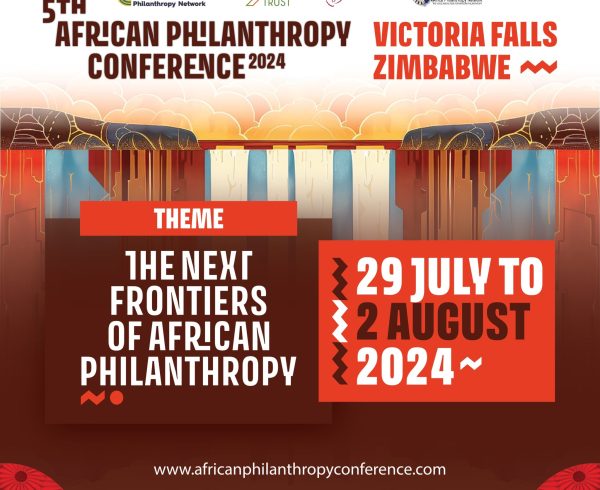 Philanthropy Network
TRUST
5TH
AFRICAN PHILANTHROPY
CONFERENCE 2024
VICTORIA FALLS
ZIMBABWE
THEME
THE NEXT
FRONTIERS
OF AFRICAN
PHILANTHROPY
29 JULY TO
2 AUGUST
2024
www.africanphilanthropyconference.com